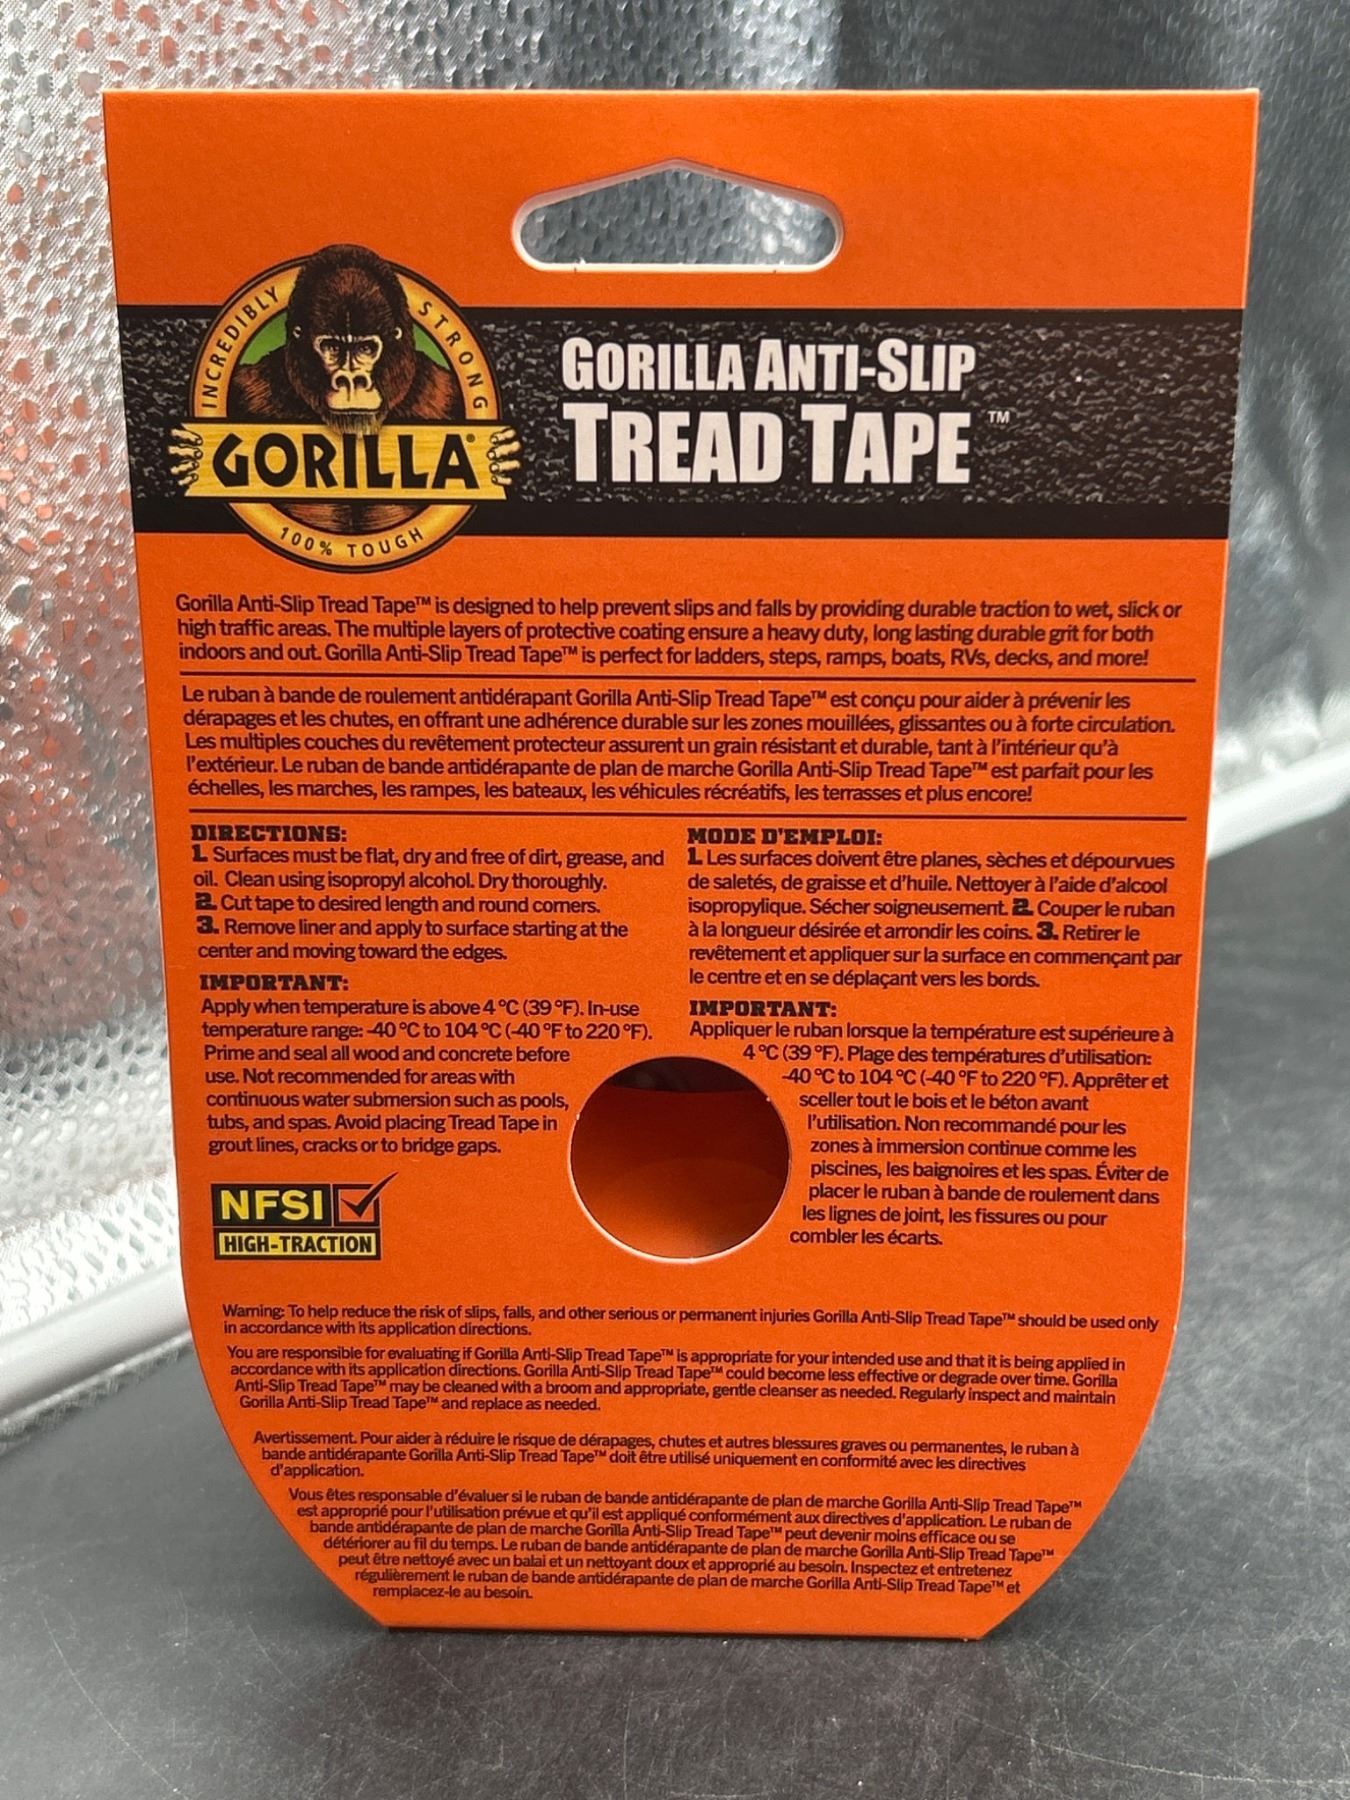 INCREDIBLY STRONG
GORILLA®
100% TOUGH
GORILLA ANTI-SLIP
TREAD TAPE™
Gorilla Anti-Slip Tread Tape™ is designed to help prevent slips and falls by providing durable traction to wet, slick or
high traffic areas. The multiple layers of protective coating ensure a heavy duty, long lasting durable grit for both
indoors and out. Gorilla Anti-Slip Tread Tape™ is perfect for ladders, steps, ramps, boats, RVs, decks, and more!
Le ruban à bande de roulement antidérapant Gorilla Anti-Slip Tread Tape™ est conçu pour aider à prévenir les
dérapages et les chutes, en offrant une adhérence durable sur les zones mouillées, glissantes ou à forte circulation.
Les multiples couches du revêtement protecteur assurent un grain résistant et durable, tant à l'intérieur qu'à
l'extérieur. Le ruban de bande antidérapante de plan de marche Gorilla Anti-Slip Tread Tape™ est parfait pour les
échelles, les marches, les rampes, les bateaux, les véhicules récréatifs, les terrasses et plus encore!
DIRECTIONS:
1. Surfaces must be flat, dry and free of dirt, grease, and
oil. Clean using isopropyl alcohol. Dry thoroughly.
2. Cut tape to desired length and round corners.
3. Remove liner and apply to surface starting at the
center and moving toward the edges.
IMPORTANT:
Apply when temperature is above 4 °C (39 °F). In-use
temperature range: -40 °C to 104 °C (-40 °F to 220 °F).
Prime and seal all wood and concrete before
use. Not recommended for areas with
continuous water submersion such as pools,
tubs, and spas. Avoid placing Tread Tape in
grout lines, cracks or to bridge gaps.
NFSI
HIGH-TRACTION
MODE D'EMPLOI:
1. Les surfaces doivent être planes, sèches et dépourvues
de saletés, de graisse et d'huile. Nettoyer à l'aide d'alcool
isopropylique. Sécher soigneusement. 2. Couper le ruban
à la longueur désirée et arrondir les coins. 3. Retirer le
revêtement et appliquer sur la surface en commençant par
le centre et en se déplaçant vers les bords.
IMPORTANT:
Appliquer le ruban lorsque la température est supérieure à
4 °C (39 °F). Plage des températures d'utilisation:
-40 °C to 104 °C (-40 °F to 220 °F). Apprêter et
sceller tout le bois et le béton avant
l'utilisation. Non recommandé pour les
zones à immersion continue comme les
piscines, les baignoires et les spas. Éviter de
placer le ruban à bande de roulement dans
les lignes de joint, les fissures ou pour
combler les écarts.
Warning: To help reduce the risk of slips, falls, and other serious or permanent injuries Gorilla Anti-Slip Tread Tape™ should be used only
in accordance with its application directions.
You are responsible for evaluating if Gorilla Anti-Slip Tread Tape™ is appropriate for your intended use and that it is being applied in
accordance with its application directions. Gorilla Anti-Slip Tread Tape™ could become less effective or degrade over time. Gorilla
Anti-Slip Tread Tape™ may be cleaned with a broom and appropriate, gentle cleanser as needed. Regularly inspect and maintain
Gorilla Anti-Slip Tread Tape™ and replace as needed.
Avertissement. Pour aider à réduire le risque de dérapages, chutes et autres blessures graves ou permanentes, le ruban à
bande antidérapante Gorilla Anti-Slip Tread Tape™ doit être utilisé uniquement en conformité avec les directives
d'application.
Vous êtes responsable d'évaluer si le ruban de bande antidérapante de plan de marche Gorilla Anti-Slip Tread Tape™
est approprié pour l'utilisation prévue et qu'il est appliqué conformément aux directives d'application. Le ruban de
bande antidérapante de plan de marche Gorilla Anti-Slip Tread Tape™ peut devenir moins efficace ou se
détériorer au fil du temps. Le ruban de bande antidérapante de plan de marche Gorilla Anti-Slip Tread Tape™
peut être nettoyé avec un balai et un nettoyant doux et approprié au besoin. Inspectez et entretenez
régulièrement le ruban de bande antidérapante de plan de marche Gorilla Anti-Slip Tread Tape™ et
remplacez-le au besoin.